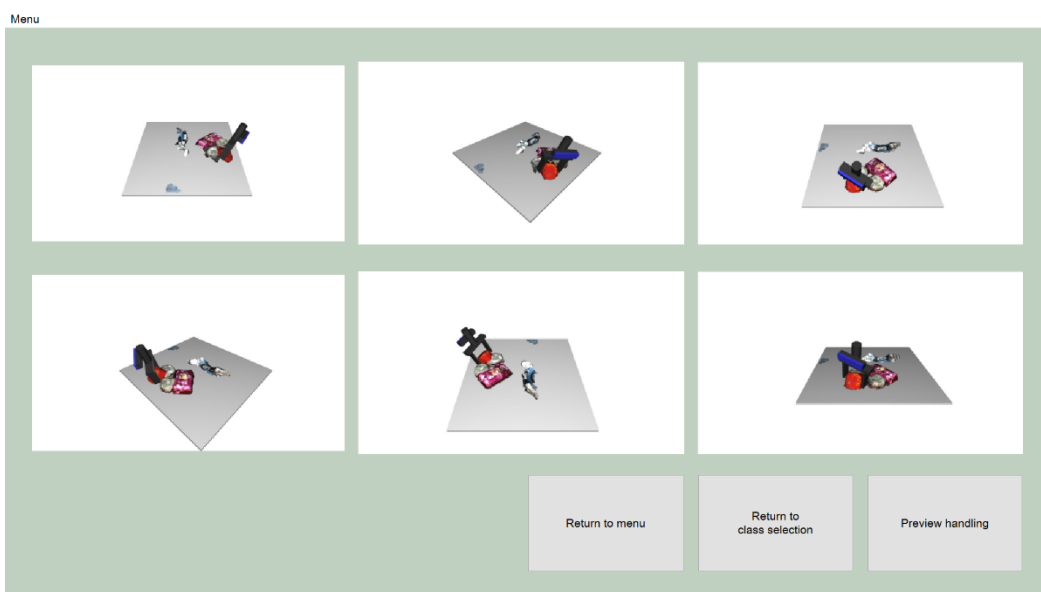 Menu
Return to menu
Return to
class selection
Preview handling